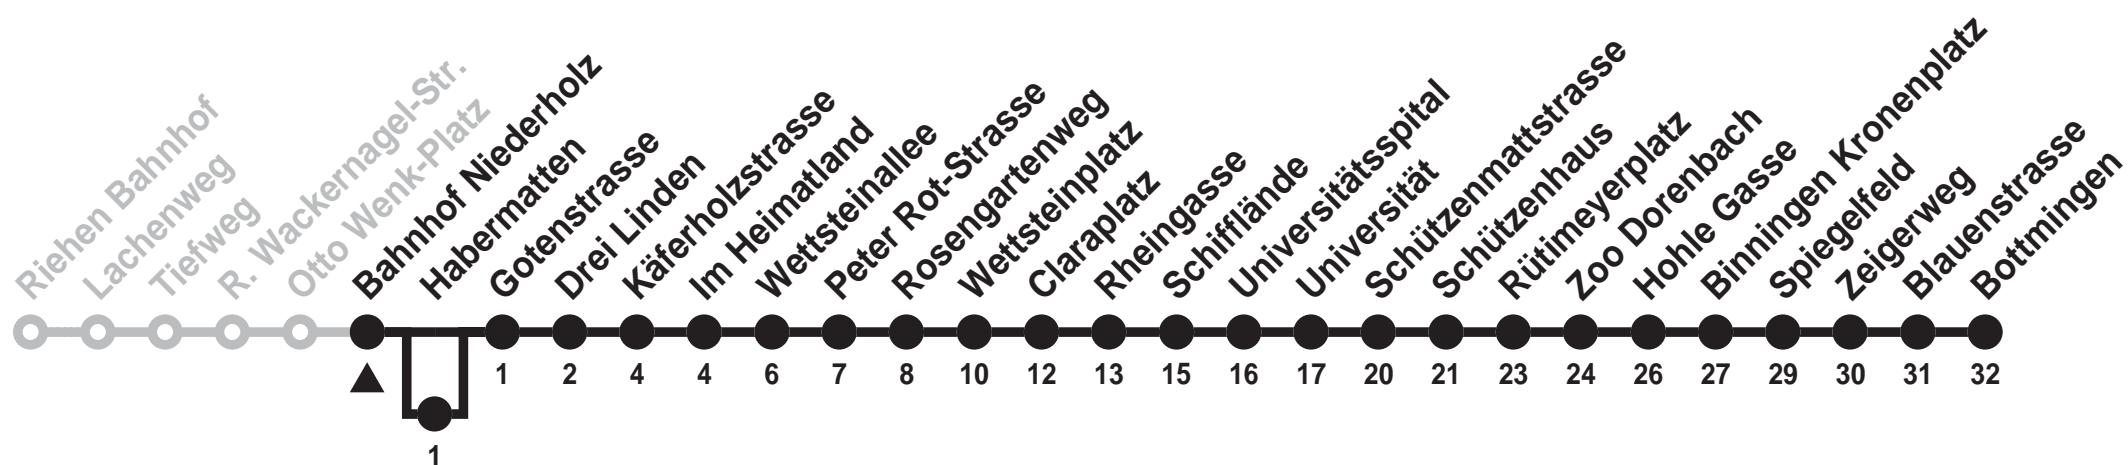 Riehen Bahnhof
Lachenweg
Tiefweg
R. Wackernagel-Str.
Otto Wenk-Platz
Bahnhof Niederholz
Habermatten
Gotenstrasse
Drei Linden
Käferholzstrasse
Im Heimatland
Wettsteinallee
Peter Rot-Strasse
Rosengartenweg
Wettsteinplatz
Claraplatz
Rheingasse
Schifflände
Universitätsspital
Universität
Schützenmattstrasse
Schützenhaus
Rütimeyerplatz
Zoo Dorenbach
Hohle Gasse
Binningen Kronenplatz
Spiegelfeld
Zeigerweg
Blauenstrasse
Bottmingen
1 2 4 4 6 7 8 10 12 13 15 16 17 20 21 23 24 26 27 29 30 31 32
1